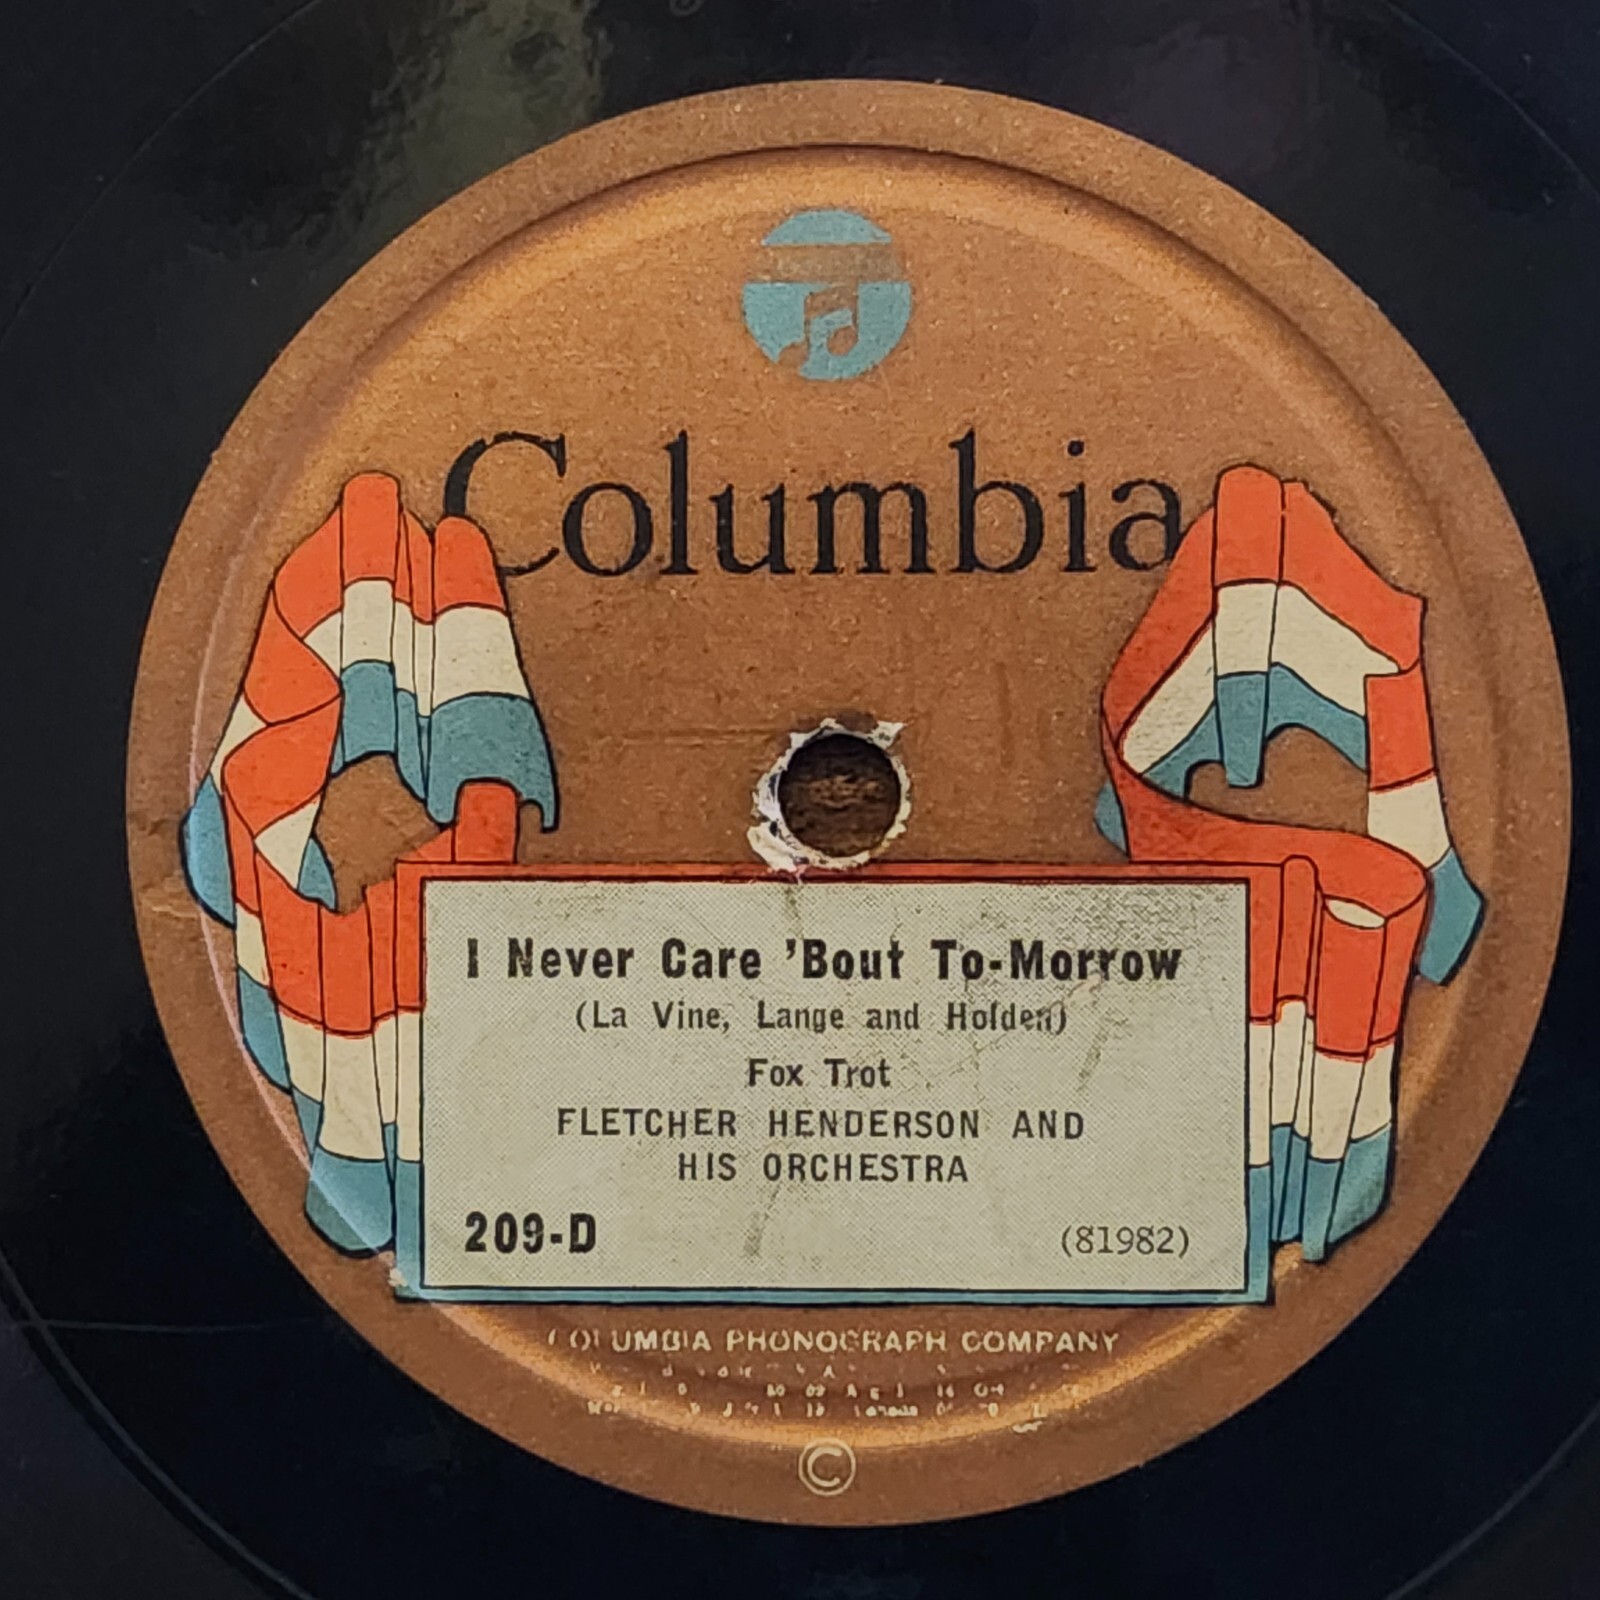 Columbia
I Never Care 'Bout To-Morrow
(La Vine, Lange and Holden)
Fox Trot
FLETCHER HENDERSON AND
HIS ORCHESTRA
209-D (81982)
COLUMBIA PHONOGRAPH COMPANY
©